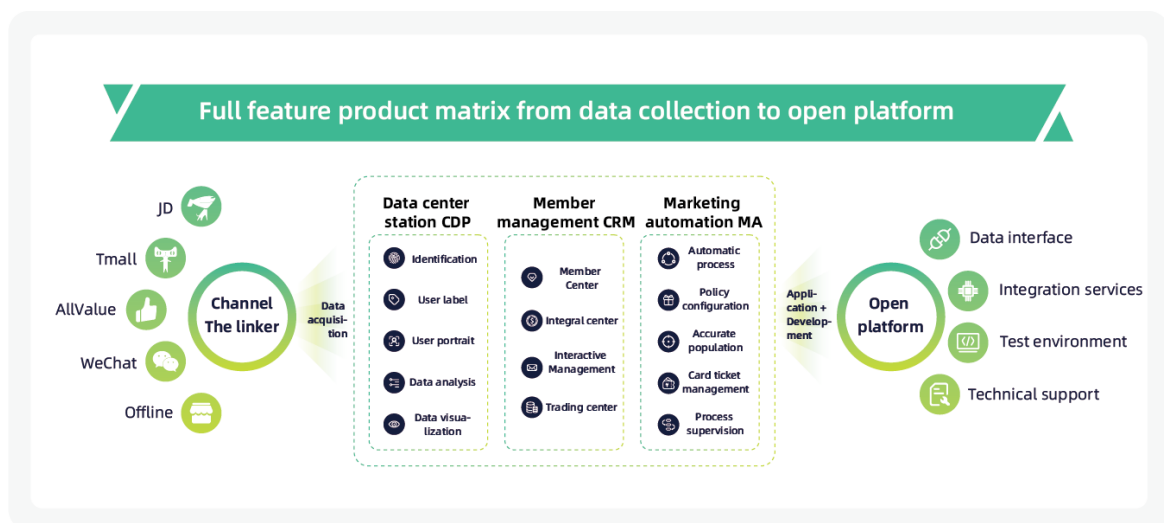 Full feature product matrix from data collection to open platform
JD
Tmall
AllValue
WeChat
Offline
Channel
The linker
Data
acquisi-
tion
Data center
station CDP
Identification
User label
User portrait
Data analysis
Data visua-
lization
Member
management CRM
Member
Center
Integral center
Interactive
Management
Trading center
Marketing
automation MA
Automatic
process
Policy
configuration
Accurate
population
Card ticket
management
Process
supervision
Appli-
cation +
Develop-
ment
Open
platform
Data interface
Integration services
Test environment
Technical support